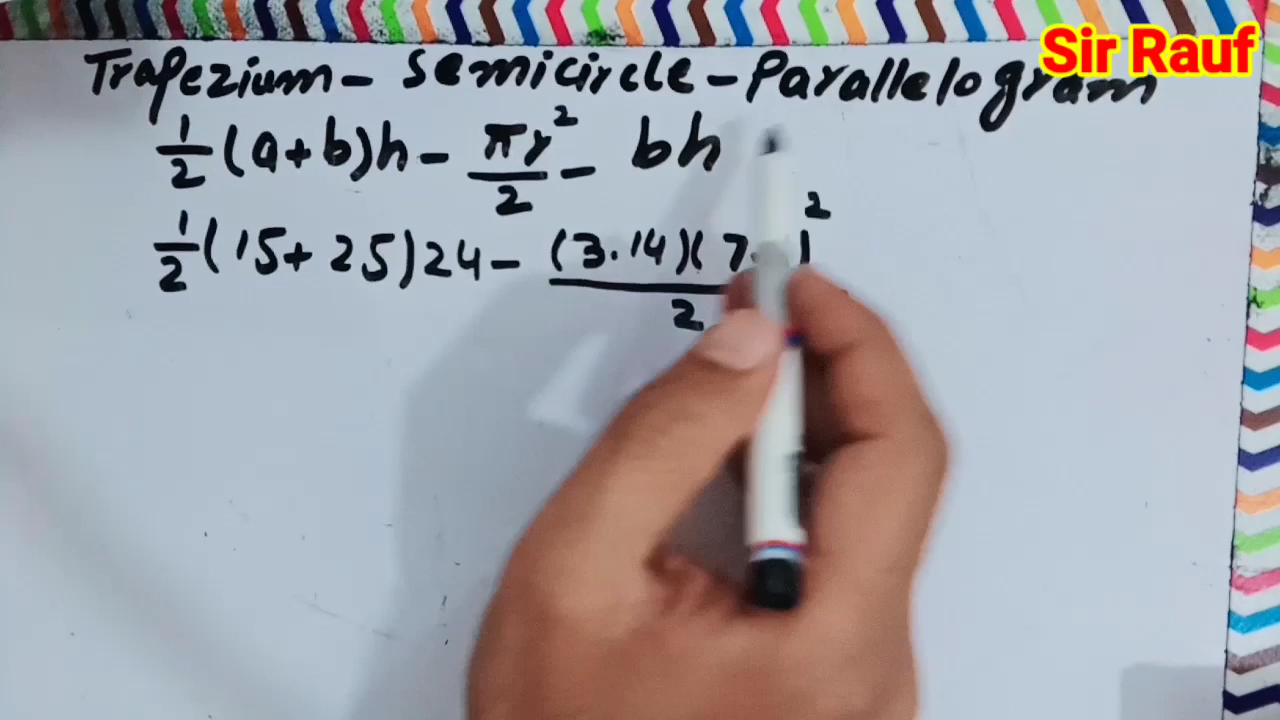 Sir Rauf
Trapezium - Semicircle - Parallelogram
1/2 (a+b)h - πr²/2 - bh
1/2 (15+25)24 - (3.14)(7. )²/2